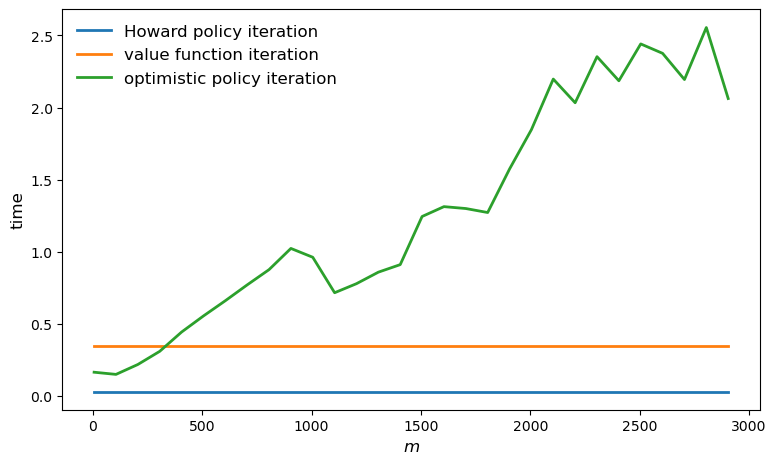 Howard policy iteration
value function iteration
optimistic policy iteration
time
2.5
2.0
1.5
1.0
0.5
0.0
0 500 1000 1500 2000 2500 3000
m